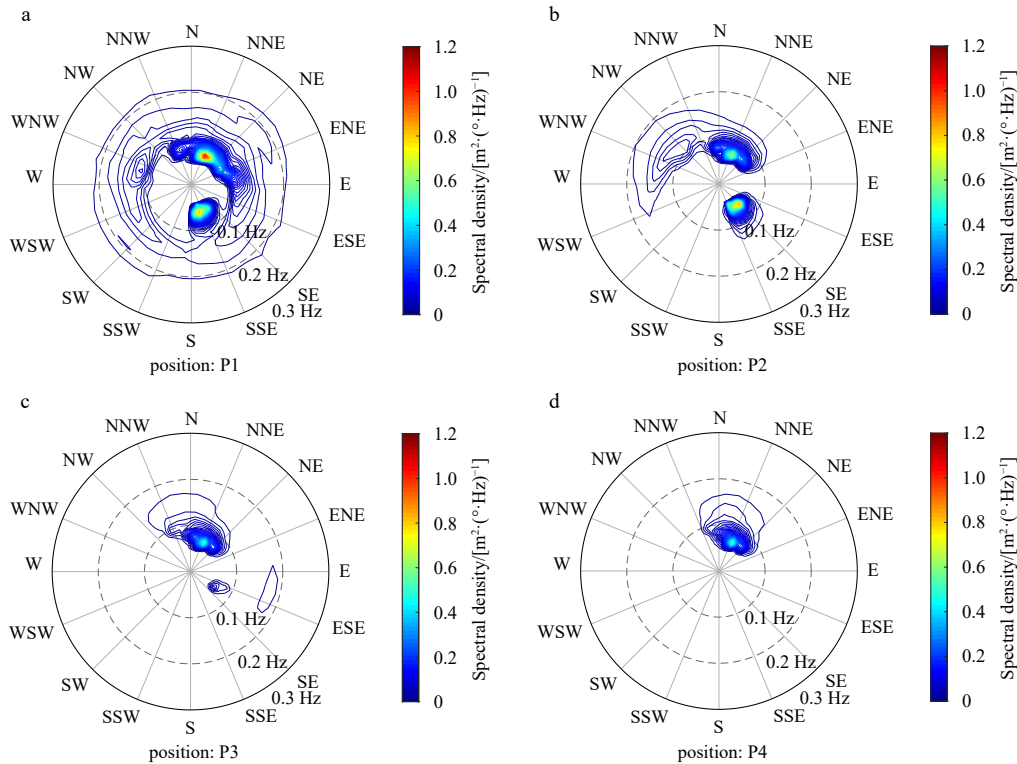 a
N
NNE
NE
ENE
E
ESE
SE
SSE
S
SSW
SW
WSW
W
WNW
NW
NNW
0.1 Hz
0.2 Hz
0.3 Hz
1.2
1.0
0.8
0.6
0.4
0.2
0
Spectral density/[m²·(°·Hz)⁻¹]
position: P1
b
N
NNE
NE
ENE
E
ESE
SE
SSE
S
SSW
SW
WSW
W
WNW
NW
NNW
0.1 Hz
0.2 Hz
0.3 Hz
1.2
1.0
0.8
0.6
0.4
0.2
0
Spectral density/[m²·(°·Hz)⁻¹]
position: P2
c
N
NNE
NE
ENE
E
ESE
SE
SSE
S
SSW
SW
WSW
W
WNW
NW
NNW
0.1 Hz
0.2 Hz
0.3 Hz
1.2
1.0
0.8
0.6
0.4
0.2
0
Spectral density/[m²·(°·Hz)⁻¹]
position: P3
d
N
NNE
NE
ENE
E
ESE
SE
SSE
S
SSW
SW
WSW
W
WNW
NW
NNW
0.1 Hz
0.2 Hz
0.3 Hz
1.2
1.0
0.8
0.6
0.4
0.2
0
Spectral density/[m²·(°·Hz)⁻¹]
position: P4